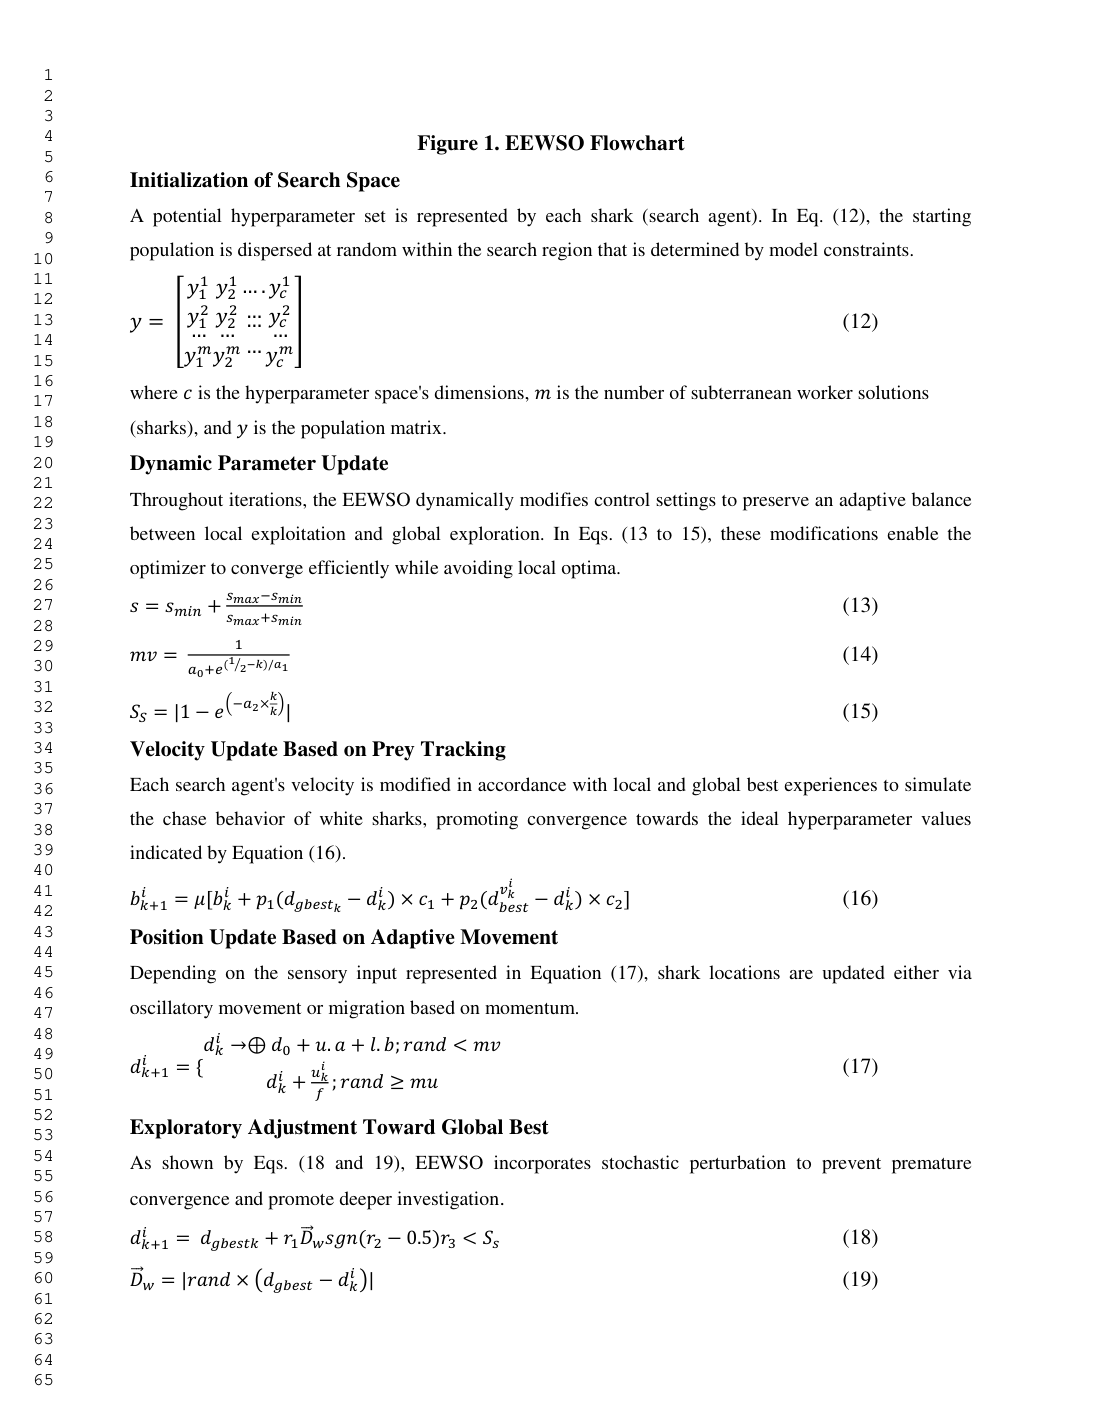 1
2
3
4
5
6
7
8
9
10
11
12
13
14
15
16
17
18
19
20
21
22
23
24
25
26
27
28
29
30
31
32
33
34
35
36
37
38
39
40
41
42
43
44
45
46
47
48
49
50
51
52
53
54
55
56
57
58
59
60
61
62
63
64
65
Figure 1. EEWSO Flowchart
Initialization of Search Space
A potential hyperparameter set is represented by each shark (search agent). In Eq. (12), the starting
population is dispersed at random within the search region that is determined by model constraints.
y = [y_1^1 y_2^1 ⋯. y_c^1
y_1^2 y_2^2 ::: y_c^2
⋯ ⋯ ⋯
y_1^m y_2^m ⋯ y_c^m] (12)
where c is the hyperparameter space's dimensions, m is the number of subterranean worker solutions
(sharks), and y is the population matrix.
Dynamic Parameter Update
Throughout iterations, the EEWSO dynamically modifies control settings to preserve an adaptive balance
between local exploitation and global exploration. In Eqs. (13 to 15), these modifications enable the
optimizer to converge efficiently while avoiding local optima.
s = s_min + (s_max−s_min)/(s_max+s_min) (13)
mv = 1/(a_0+e^((1/2−k)/a_1)) (14)
S_S = |1 − e^(−a_2×k/k)| (15)
Velocity Update Based on Prey Tracking
Each search agent's velocity is modified in accordance with local and global best experiences to simulate
the chase behavior of white sharks, promoting convergence towards the ideal hyperparameter values
indicated by Equation (16).
b_{k+1}^i = μ[b_k^i + p_1(d_{gbest_k} − d_k^i) × c_1 + p_2(d_{best}^{v_k^i} − d_k^i) × c_2] (16)
Position Update Based on Adaptive Movement
Depending on the sensory input represented in Equation (17), shark locations are updated either via
oscillatory movement or migration based on momentum.
d_{k+1}^i = { d_k^i →⊕ d_0 + u.a + l.b; rand < mv
d_k^i + u_k^i/f ; rand ≥ mu (17)
Exploratory Adjustment Toward Global Best
As shown by Eqs. (18 and 19), EEWSO incorporates stochastic perturbation to prevent premature
convergence and promote deeper investigation.
d_{k+1}^i = d_{gbestk} + r_1 D⃗_w sgn(r_2 − 0.5)r_3 < S_s (18)
D⃗_w = |rand × (d_{gbest} − d_k^i)| (19)